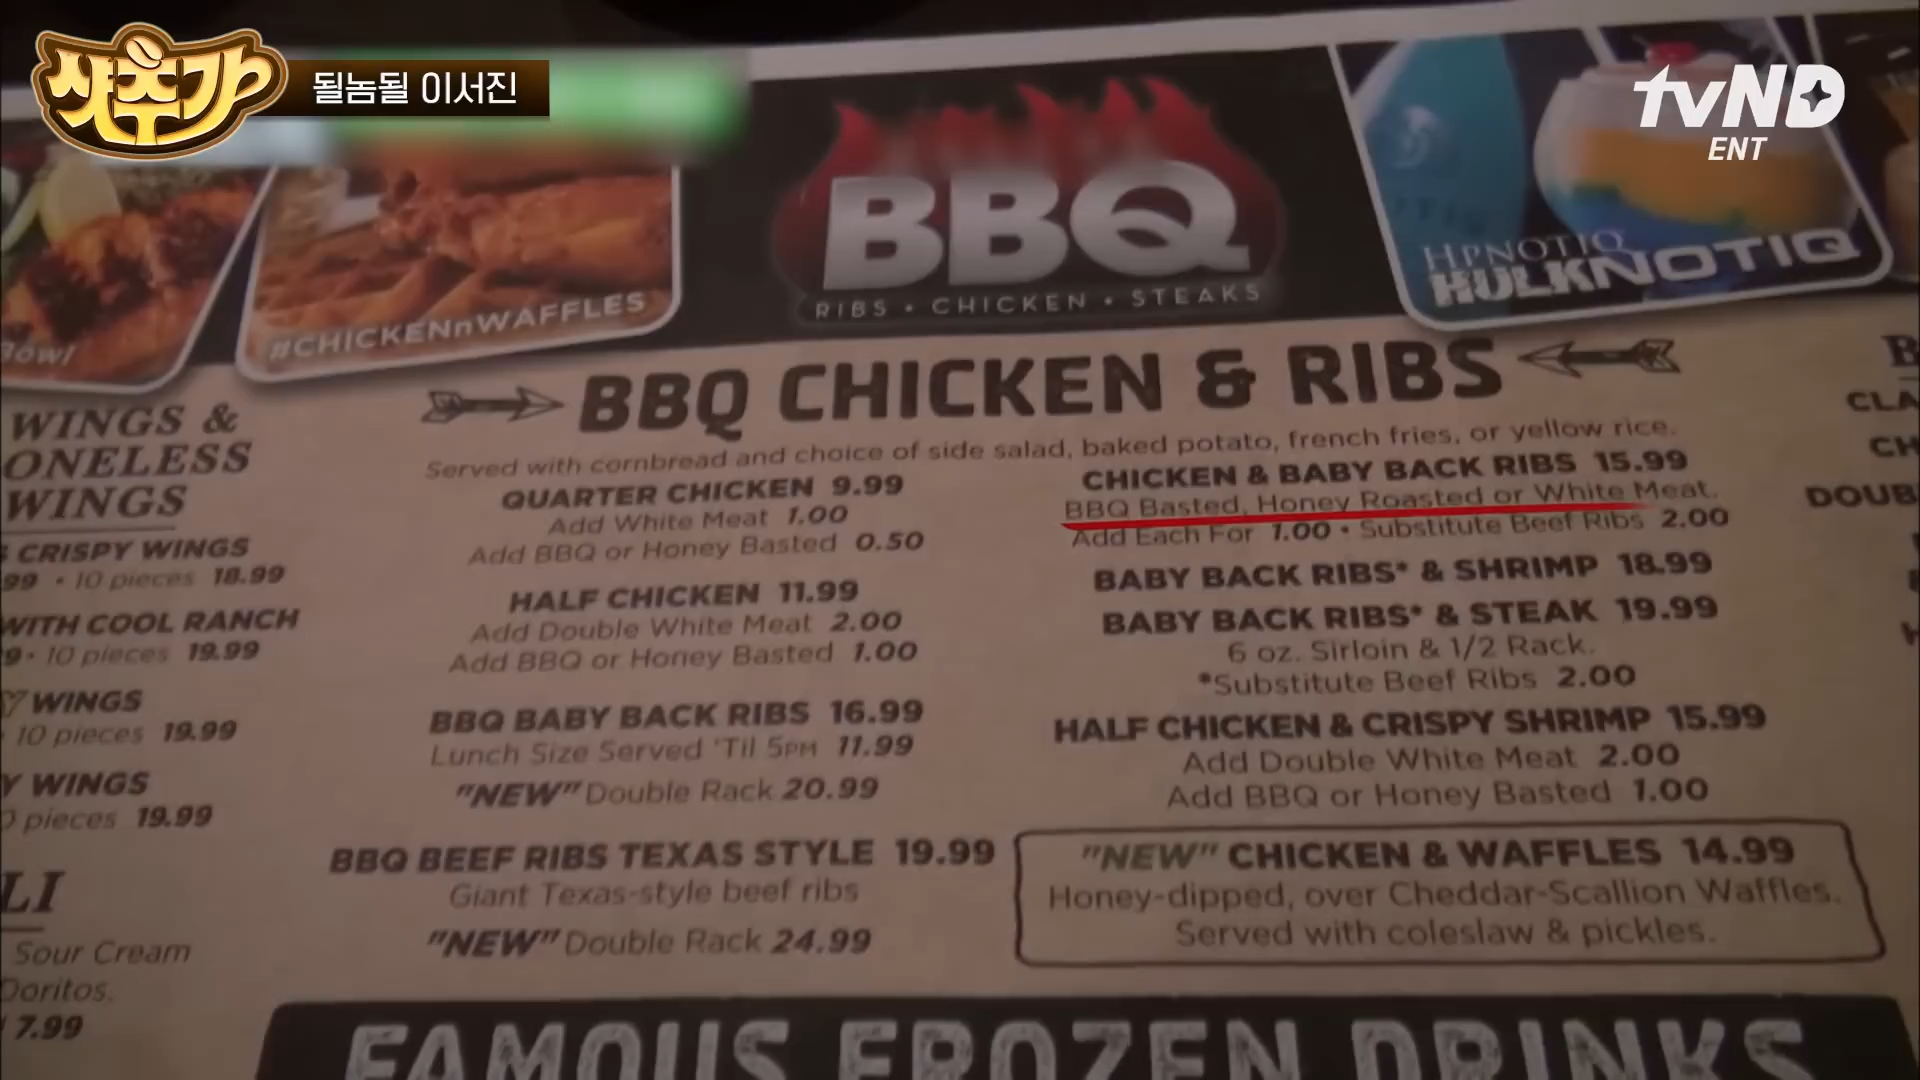 샷추가
될놈될 이서진
tvND
ENT
BBQ
RIBS • CHICKEN • STEAKS
#CHICKENnWAFFLES
HPNOTIQ
HULKNOTIQ
BBQ CHICKEN & RIBS
Served with cornbread and choice of side salad, baked potato, french fries, or yellow rice.
WINGS &
WINGS
CRISPY WINGS
99 • 10 pieces 18.99
WITH COOL RANCH
9 • 10 pieces 19.99
WINGS
10 pieces 19.99
Y WINGS
pieces 19.99
LI
Sour Cream
Doritos.
7.99
QUARTER CHICKEN 9.99
Add White Meat 1.00
Add BBQ or Honey Basted 0.50
HALF CHICKEN 11.99
Add Double White Meat 2.00
Add BBQ or Honey Basted 1.00
BBQ BABY BACK RIBS 16.99
Lunch Size Served 'Til 5PM 11.99
"NEW" Double Rack 20.99
BBQ BEEF RIBS TEXAS STYLE 19.99
Giant Texas-style beef ribs
"NEW" Double Rack 24.99
CHICKEN & BABY BACK RIBS 15.99
BBQ Basted, Honey Roasted or White Meat.
Add Each For 1.00 • Substitute Beef Ribs 2.00
BABY BACK RIBS* & SHRIMP 18.99
BABY BACK RIBS* & STEAK 19.99
6 oz. Sirloin & 1/2 Rack.
*Substitute Beef Ribs 2.00
HALF CHICKEN & CRISPY SHRIMP 15.99
Add Double White Meat 2.00
Add BBQ or Honey Basted 1.00
"NEW" CHICKEN & WAFFLES 14.99
Honey-dipped, over Cheddar-Scallion Waffles.
Served with coleslaw & pickles.
CLA
CH
DOUB
FAMOUS FROZEN DRINKS